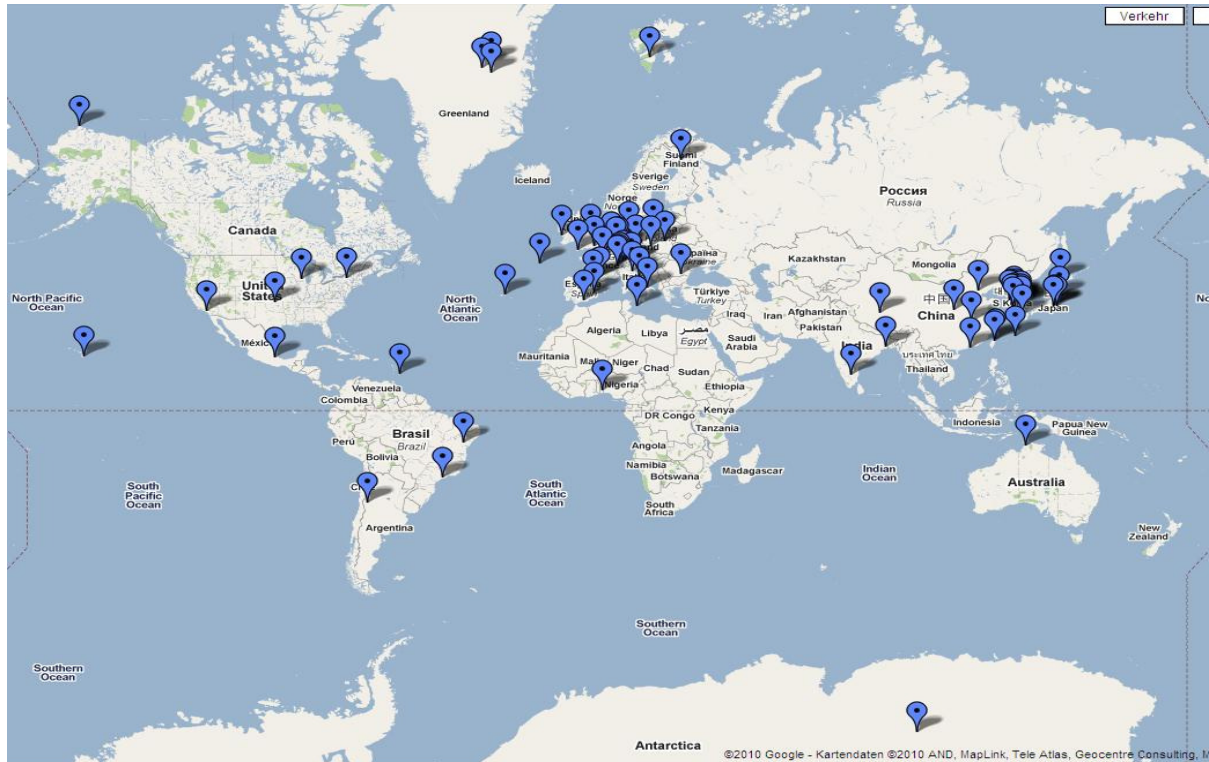 Verkehr
Greenland
Iceland
Suomi
Finland
Sverige
Sweden
Norge
Россия
Russia
Canada
United
States
North Pacific
Ocean
North
Atlantic
Ocean
Kazakhstan
Mongolia
中国
China
Japan
Türkiye
Turkey
Iraq
Iran
Afghanistan
Pakistan
Algeria
Libya
مصر
Egypt
Saudi
Arabia
India
ประเทศไทย
Thailand
México
Mauritania
Mali
Niger
Chad
Sudan
Nigeria
Ethiopia
Venezuela
Colombia
DR Congo
Kenya
Tanzania
Indonesia
Papua New
Guinea
Brasil
Brazil
Perú
Bolivia
Angola
Namibia
Botswana
Madagascar
Indian
Ocean
Australia
South
Pacific
Ocean
South
Atlantic
Ocean
South
Africa
Argentina
New
Zealand
Southern
Ocean
Southern
Ocean
Antarctica
©2010 Google - Kartendaten ©2010 AND, MapLink, Tele Atlas, Geocentre Consulting, M